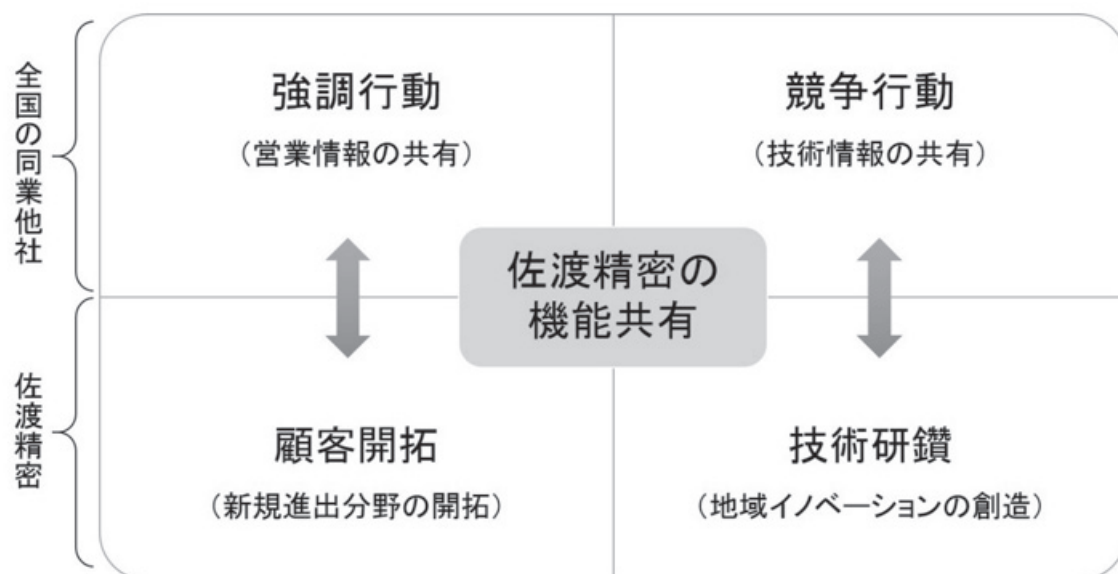 全国の同業他社
強調行動
（営業情報の共有）
競争行動
（技術情報の共有）
佐渡精密の
機能共有
佐渡精密
顧客開拓
（新規進出分野の開拓）
技術研鑽
（地域イノベーションの創造）